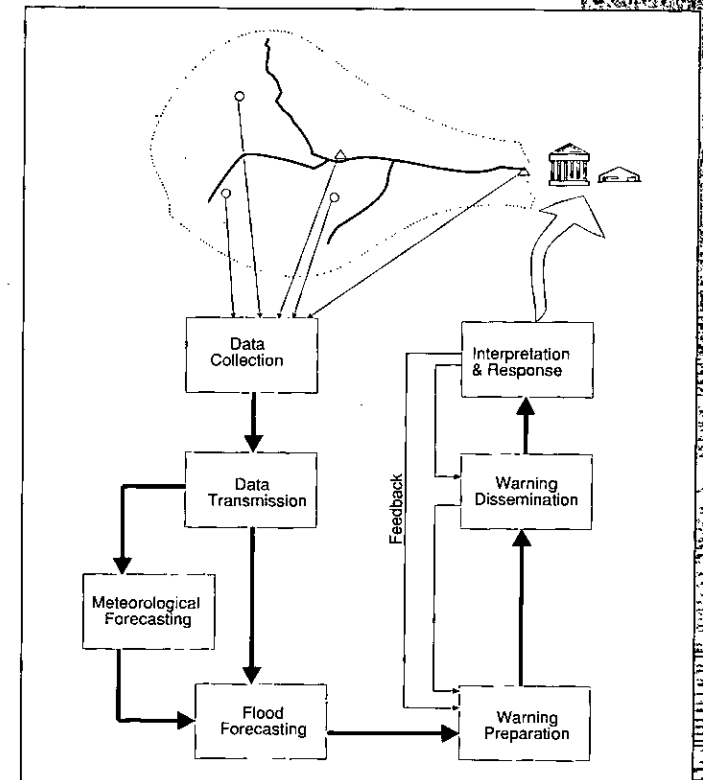 Data
Collection
Interpretation
& Response
Data
Transmission
Warning
Dissemination
Feedback
Meteorological
Forecasting
Flood
Forecasting
Warning
Preparation